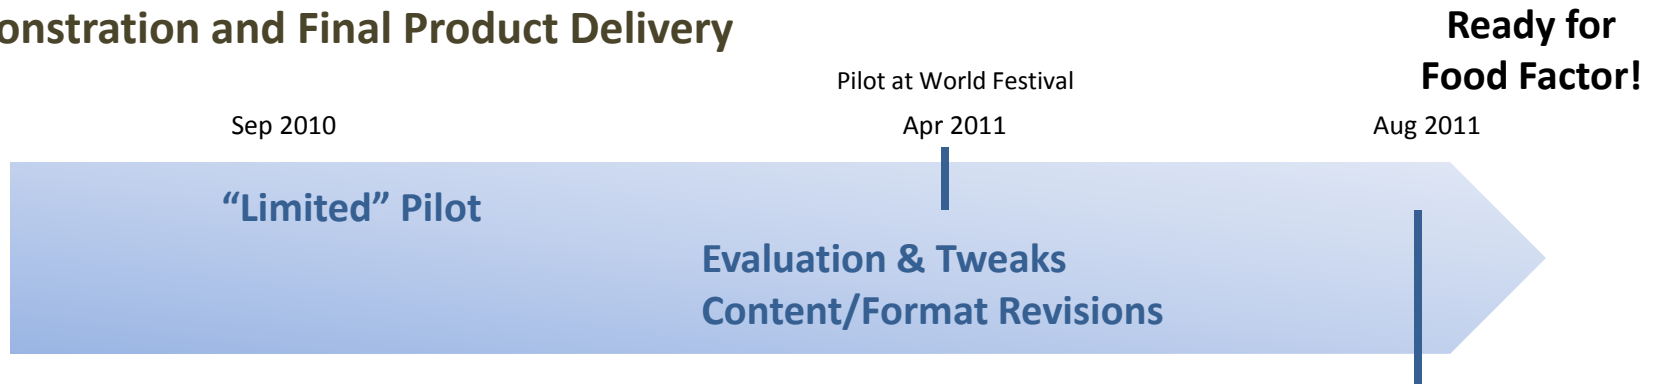 onstration and Final Product Delivery
Ready for
Food Factor!
Pilot at World Festival
Sep 2010
Apr 2011
Aug 2011
“Limited” Pilot
Evaluation & Tweaks
Content/Format Revisions